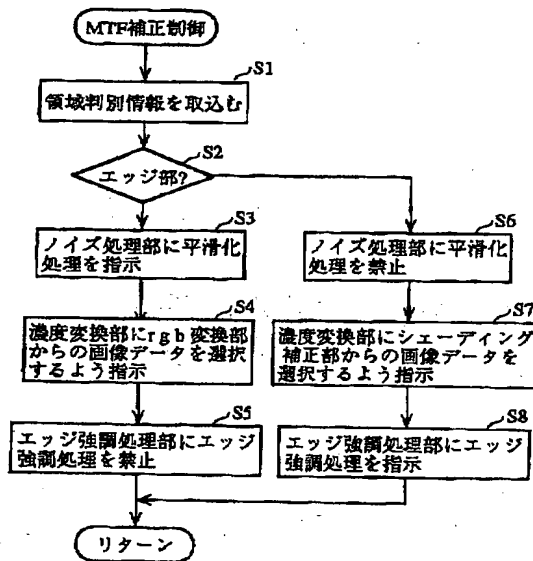 MTF補正制御
S1
領域判別情報を取込む
S2
エッジ部?
S3
ノイズ処理部に平滑化
処理を指示
S4
濃度変換部にrgb変換部
からの画像データを選択
するよう指示
S5
エッジ強調処理部にエッジ
強調処理を禁止
S6
ノイズ処理部に平滑化
処理を禁止
S7
濃度変換部にシェーディング
補正部からの画像データを
選択するよう指示
S8
エッジ強調処理部にエッジ
強調処理を指示
リターン